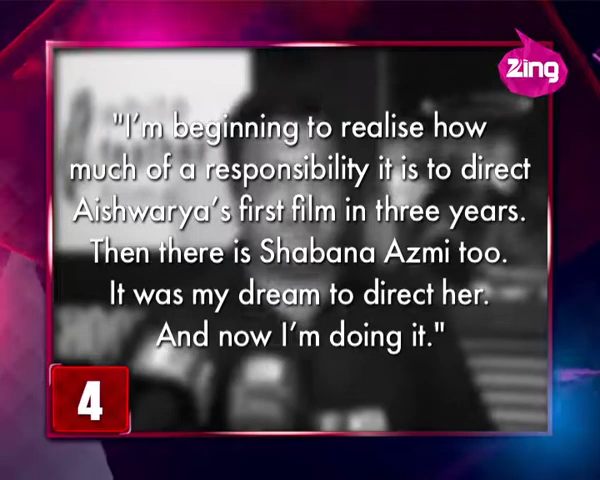 Zing
"I'm beginning to realise how
much of a responsibility it is to direct
Aishwarya's first film in three years.
Then there is Shabana Azmi too.
It was my dream to direct her.
And now I'm doing it."
4